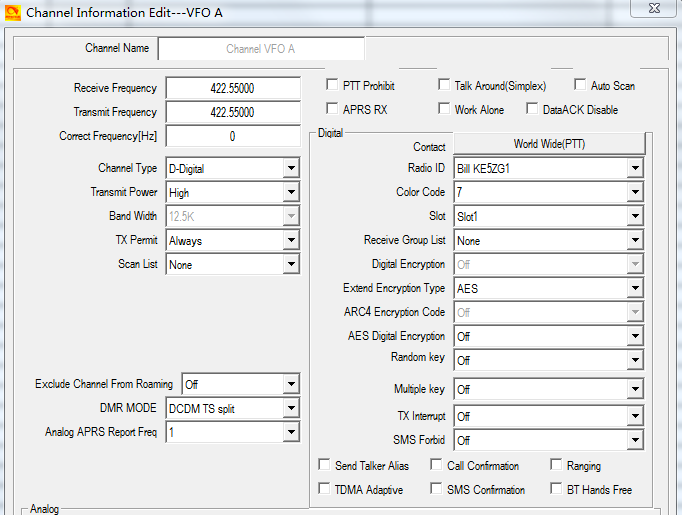 Channel Information Edit---VFO A
Channel Name Channel VFO A
Receive Frequency 422.55000
Transmit Frequency 422.55000
Correct Frequency[Hz] 0
PTT Prohibit Talk Around(Simplex) Auto Scan
APRS RX Work Alone DataACK Disable
Channel Type D-Digital
Transmit Power High
Band Width 12.5K
TX Permit Always
Scan List None
Exclude Channel From Roaming Off
DMR MODE DCDM TS split
Analog APRS Report Freq 1
Digital
Contact World Wide(PTT)
Radio ID Bill KE5ZG1
Color Code 7
Slot Slot1
Receive Group List None
Digital Encryption Off
Extend Encryption Type AES
ARC4 Encryption Code Off
AES Digital Encryption Off
Random key Off
Multiple key Off
TX Interrupt Off
SMS Forbid Off
Send Talker Alias Call Confirmation Ranging
TDMA Adaptive SMS Confirmation BT Hands Free
Analog